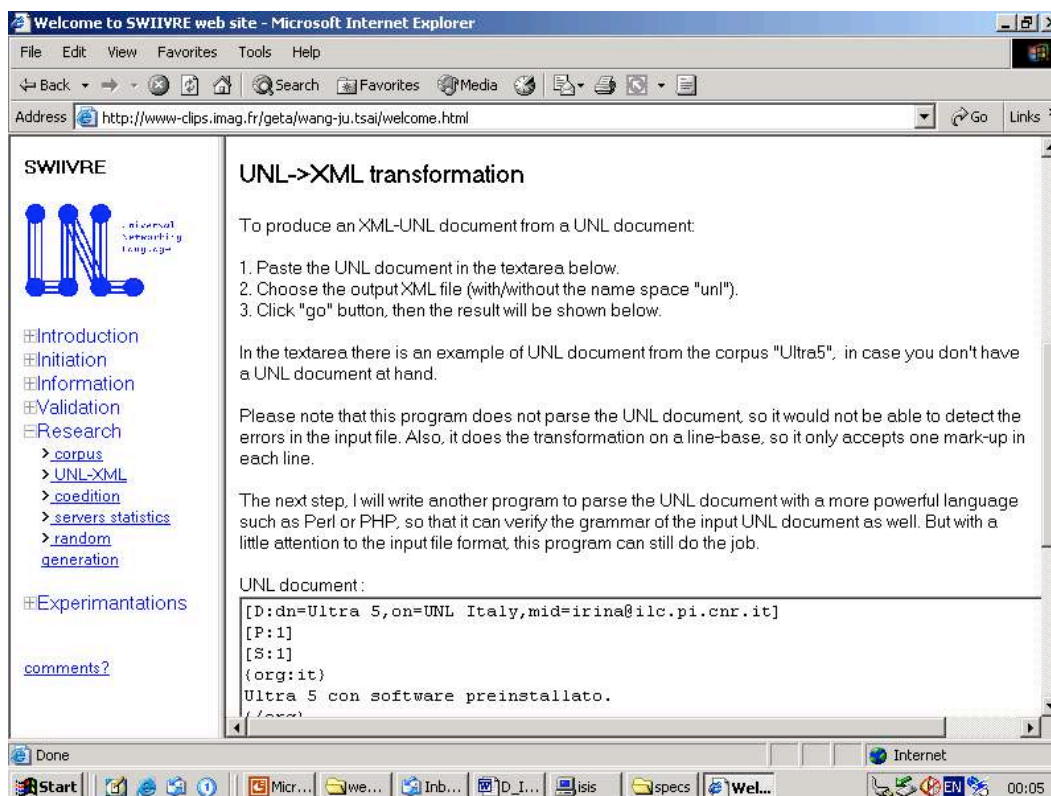 Welcome to SWIIVRE web site - Microsoft Internet Explorer
File Edit View Favorites Tools Help
Back Search Favorites Media
Address http://www-clips.imag.fr/geta/wang-ju.tsai/welcome.html Go Links
SWIIVRE
Universal
Networking
Language
Introduction
Initiation
Information
Validation
Research
> corpus
> UNL-XML
> coedition
> servers statistics
> random
generation
Experimantations
comments?
UNL->XML transformation
To produce an XML-UNL document from a UNL document:
1. Paste the UNL document in the textarea below.
2. Choose the output XML file (with/without the name space "unl").
3. Click "go" button, then the result will be shown below.
In the textarea there is an example of UNL document from the corpus "Ultra5", in case you don't have
a UNL document at hand.
Please note that this program does not parse the UNL document, so it would not be able to detect the
errors in the input file. Also, it does the transformation on a line-base, so it only accepts one mark-up in
each line.
The next step, I will write another program to parse the UNL document with a more powerful language
such as Perl or PHP, so that it can verify the grammar of the input UNL document as well. But with a
little attention to the input file format, this program can still do the job.
UNL document :
[D:dn=Ultra 5,on=UNL Italy,mid=irina@ilc.pi.cnr.it]
[P:1]
[S:1]
{org:it}
Ultra 5 con software preinstallato.
{/org}
Done Internet
Start Micr... we... Inb... D_I... isis specs Wel... EN 00:05